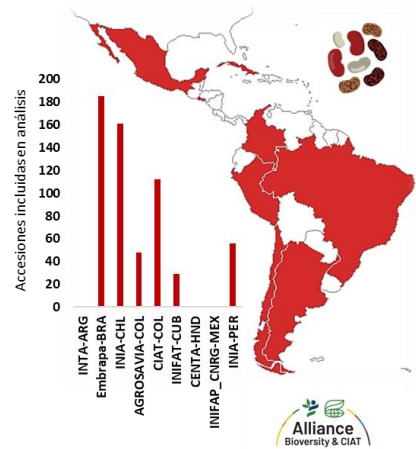 Accesiones incluidas en análisis
200
180
160
140
120
100
80
60
40
20
0
INTA-ARG
Embrapa-BRA
INIA-CHL
AGROSAVIA-COL
CIAT-COL
INIFAT-CUB
CENTA-HND
INIFAP_CNRG-MEX
INIA-PER
Alliance
Bioversity & CIAT